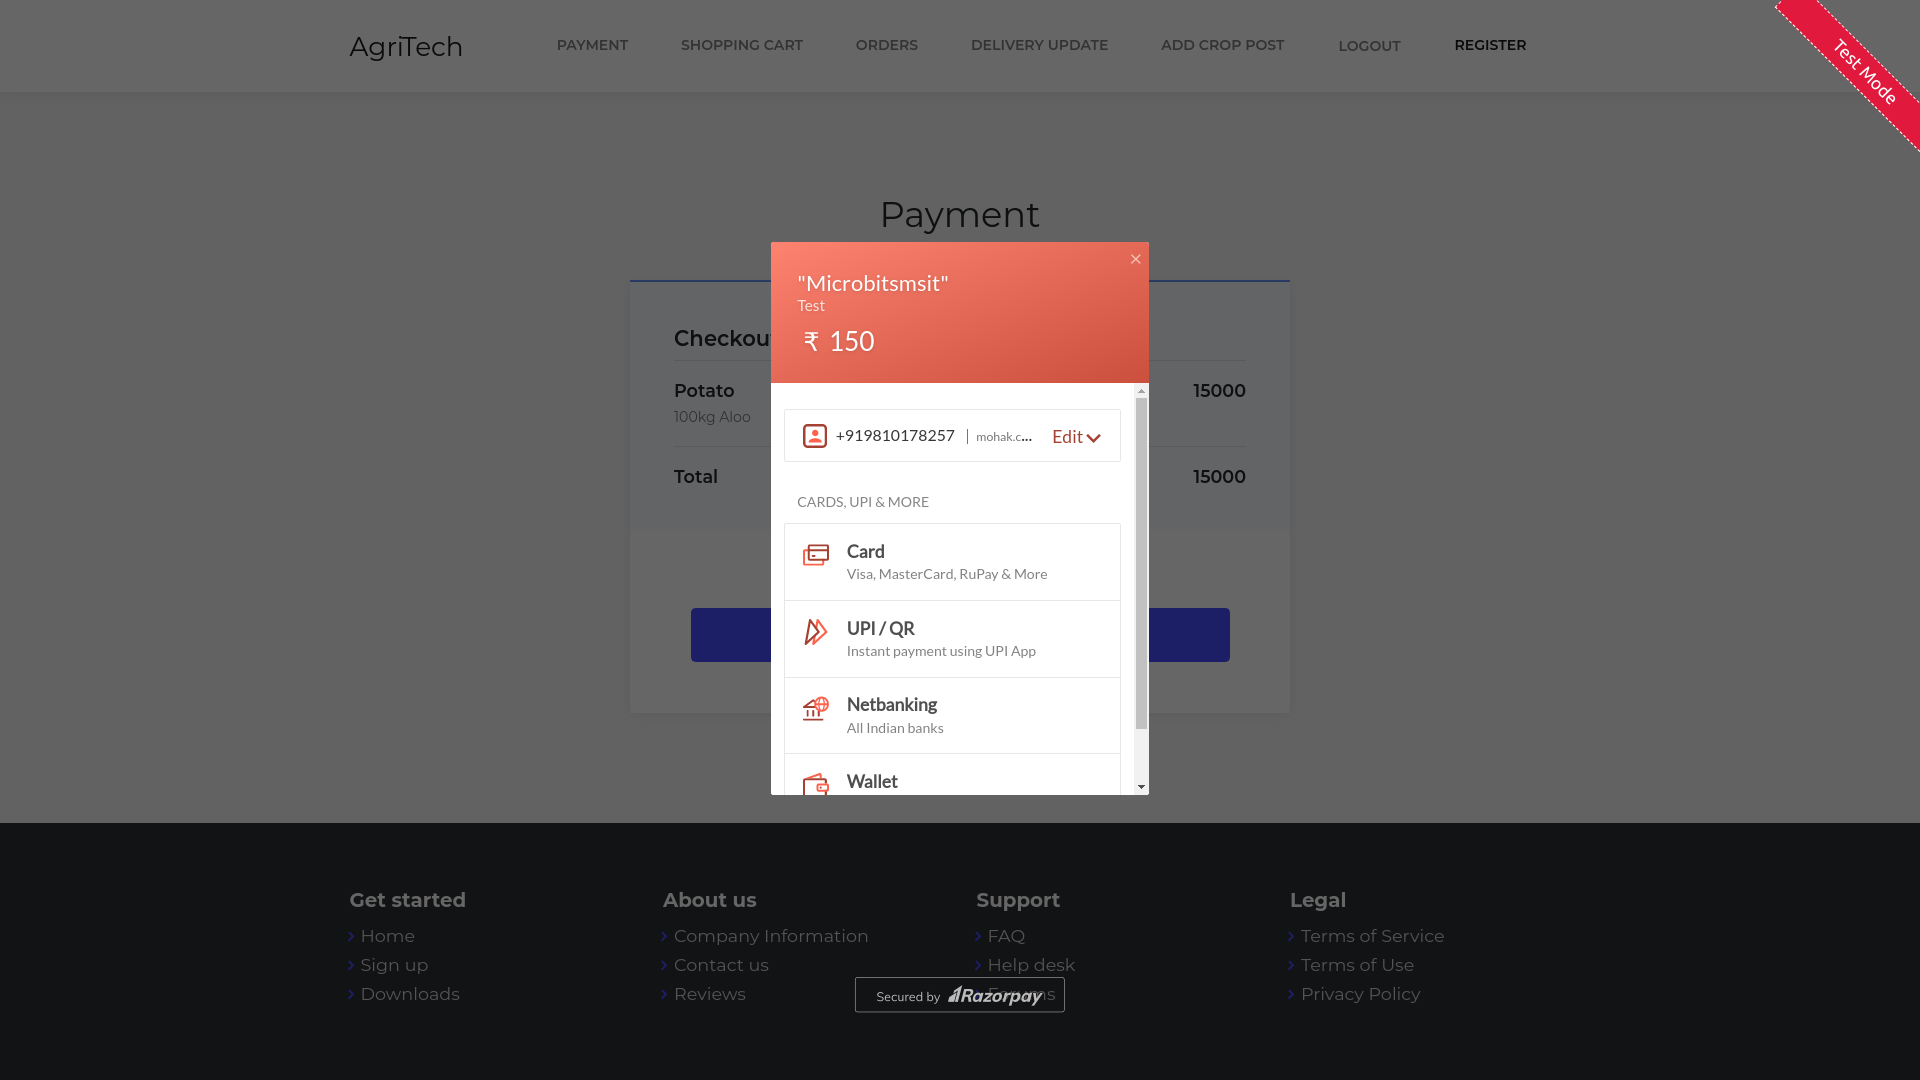 AgriTech
PAYMENT
SHOPPING CART
ORDERS
DELIVERY UPDATE
ADD CROP POST
LOGOUT
REGISTER
Test Mode
Payment
"Microbitsmsit"
Test
₹ 150
Checkou
Potato
15000
100kg Aloo
Total
15000
+919810178257 | mohak.c...
Edit
CARDS, UPI & MORE
Card
Visa, MasterCard, RuPay & More
UPI / QR
Instant payment using UPI App
Netbanking
All Indian banks
Wallet
Get started
Home
Sign up
Downloads
About us
Company Information
Contact us
Reviews
Support
FAQ
Help desk
Forums
Secured by Razorpay
Legal
Terms of Service
Terms of Use
Privacy Policy